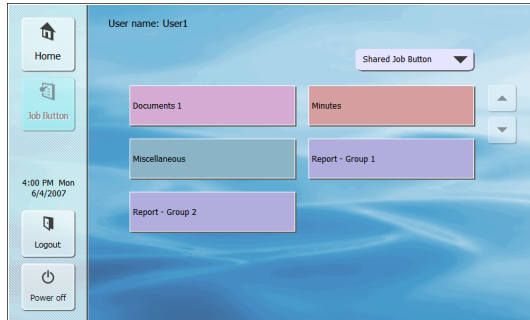 User name: User1
Home
Shared Job Button
Job Button
Documents 1
Minutes
Miscellaneous
Report - Group 1
4:00 PM Mon
6/4/2007
Report - Group 2
Logout
Power off